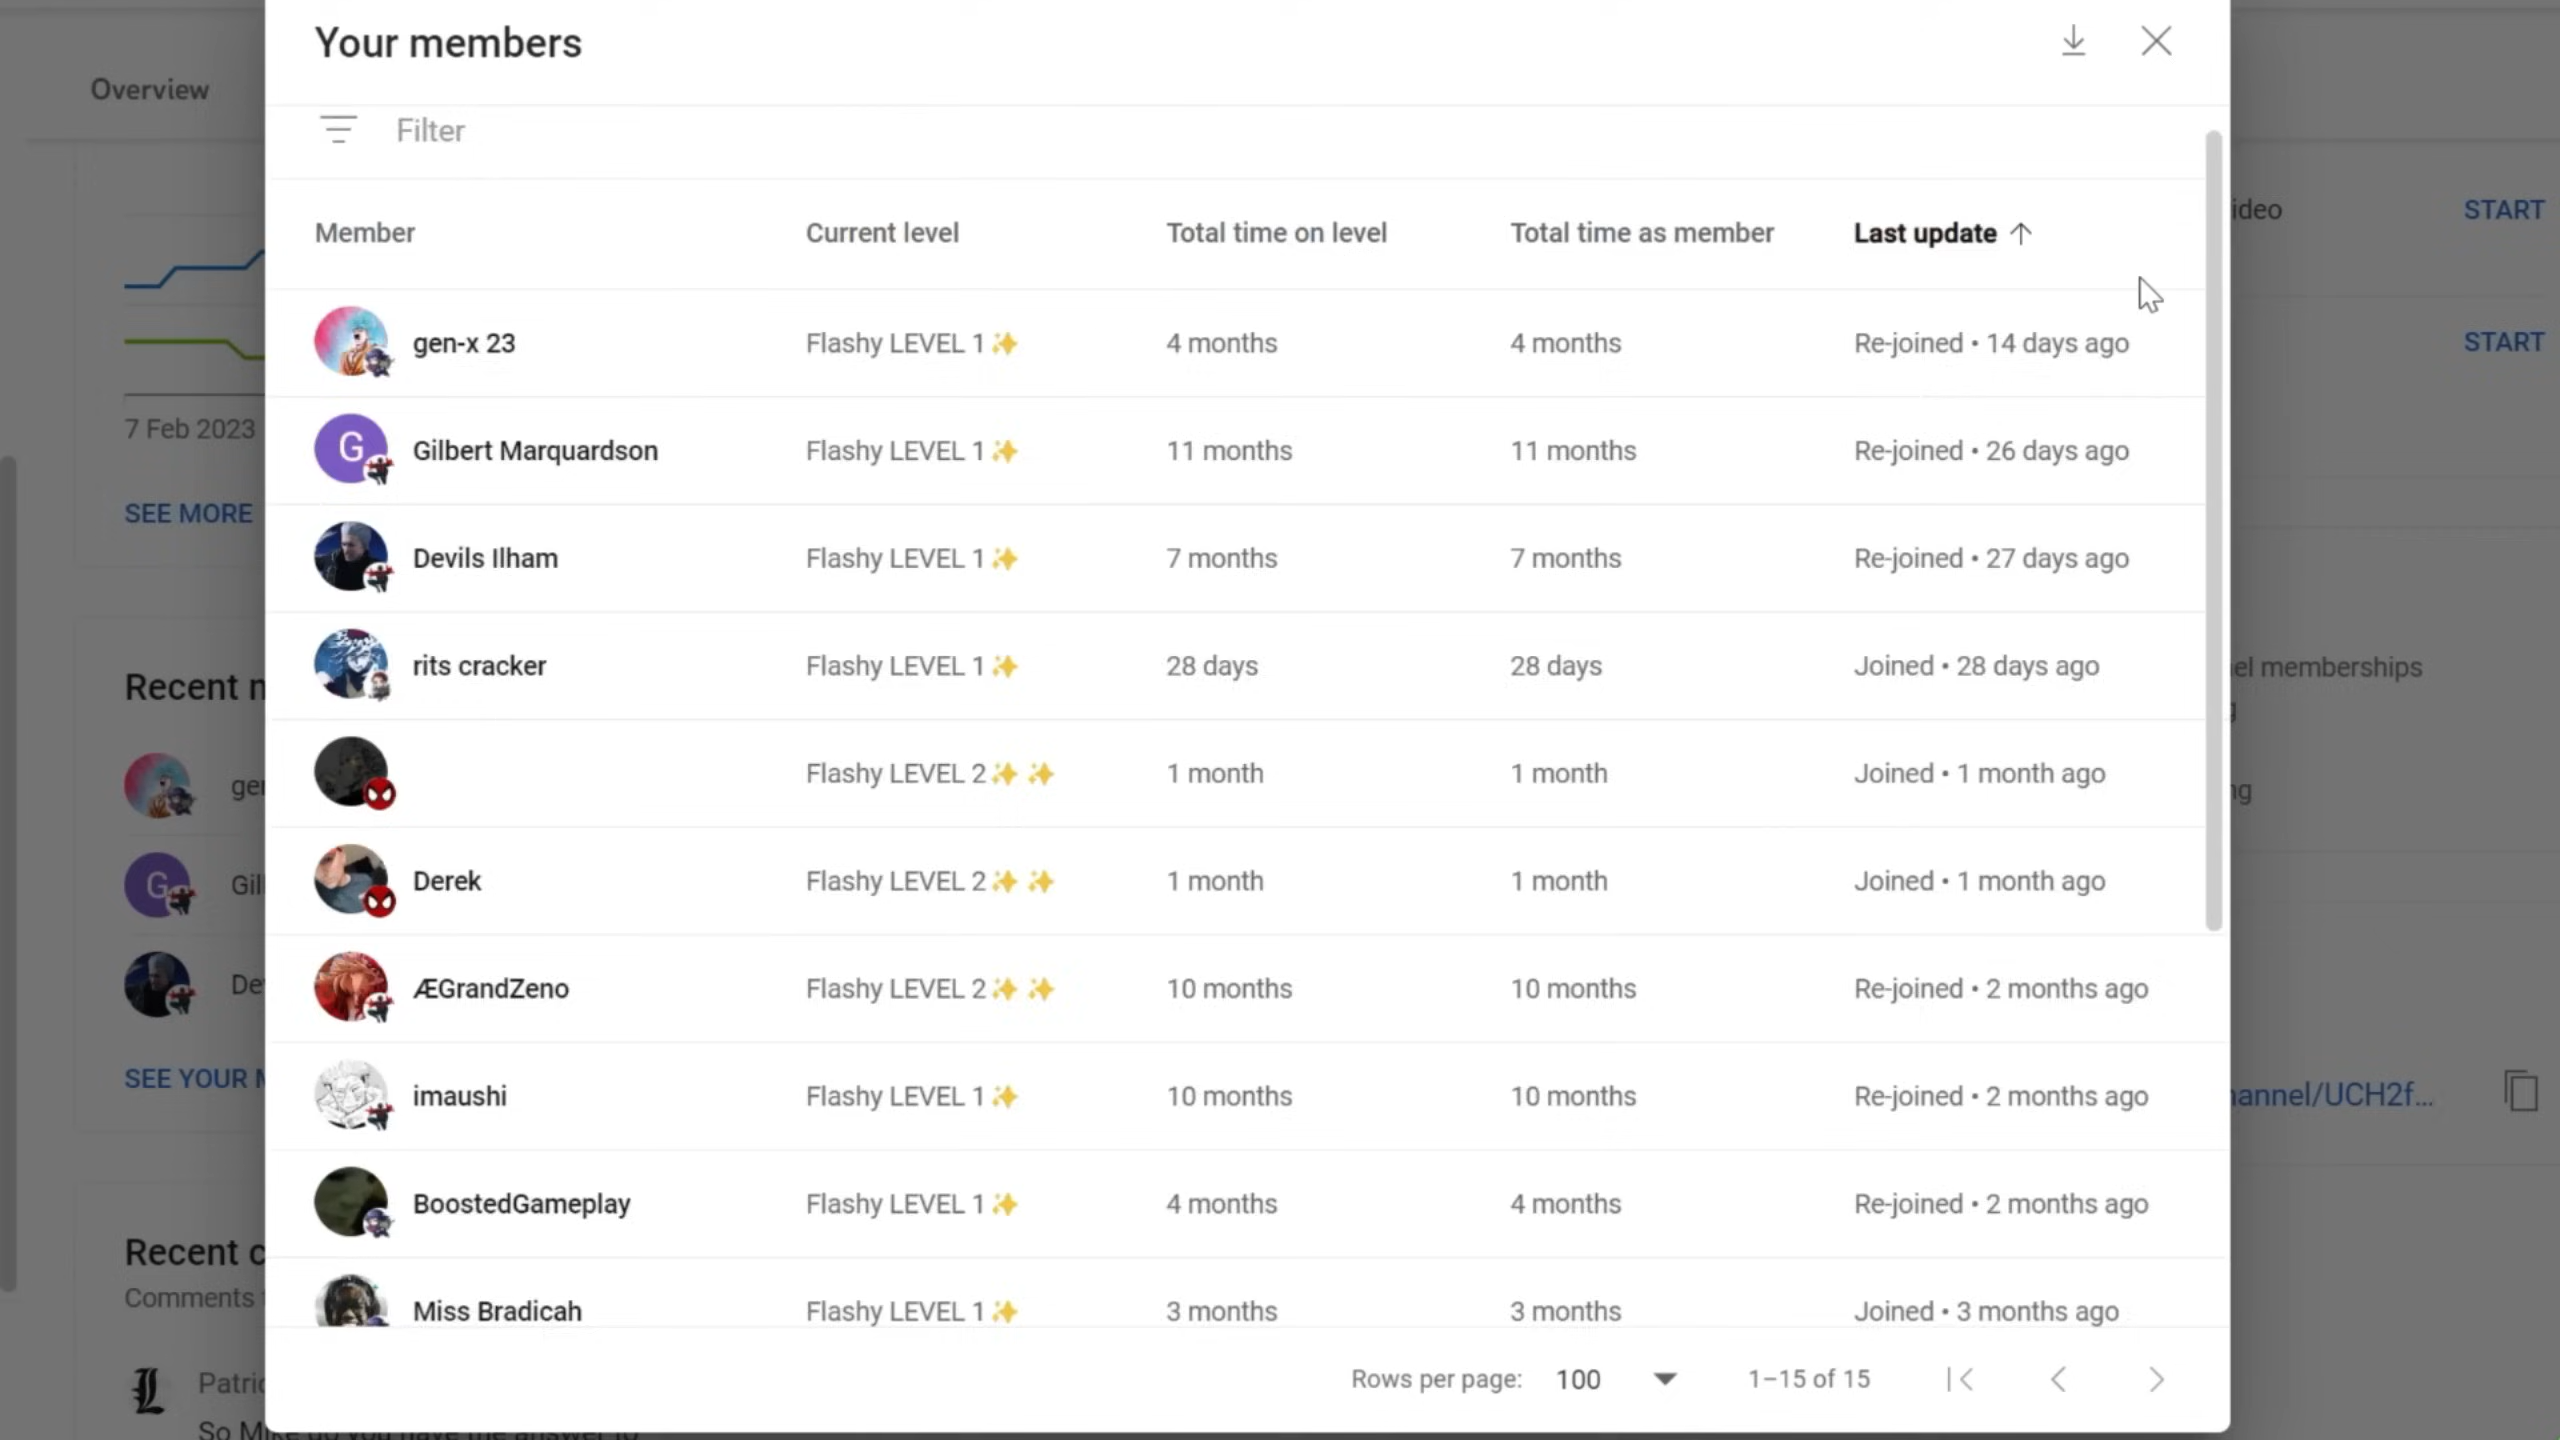 Your members
Overview
Filter
Member Current level Total time on level Total time as member Last update ↑
gen-x 23 Flashy LEVEL 1✨ 4 months 4 months Re-joined • 14 days ago
Gilbert Marquardson Flashy LEVEL 1✨ 11 months 11 months Re-joined • 26 days ago
Devils Ilham Flashy LEVEL 1✨ 7 months 7 months Re-joined • 27 days ago
rits cracker Flashy LEVEL 1✨ 28 days 28 days Joined • 28 days ago
Flashy LEVEL 2✨ ✨ 1 month 1 month Joined • 1 month ago
Derek Flashy LEVEL 2✨ ✨ 1 month 1 month Joined • 1 month ago
ÆGrandZeno Flashy LEVEL 2✨ ✨ 10 months 10 months Re-joined • 2 months ago
imaushi Flashy LEVEL 1✨ 10 months 10 months Re-joined • 2 months ago
BoostedGameplay Flashy LEVEL 1✨ 4 months 4 months Re-joined • 2 months ago
Miss Bradicah Flashy LEVEL 1✨ 3 months 3 months Joined • 3 months ago
Rows per page: 100 1–15 of 15
7 Feb 2023
SEE MORE
Recent
G
SEE YOUR
Recent
Comments
START
START
memberships
hannel/UCH2f...